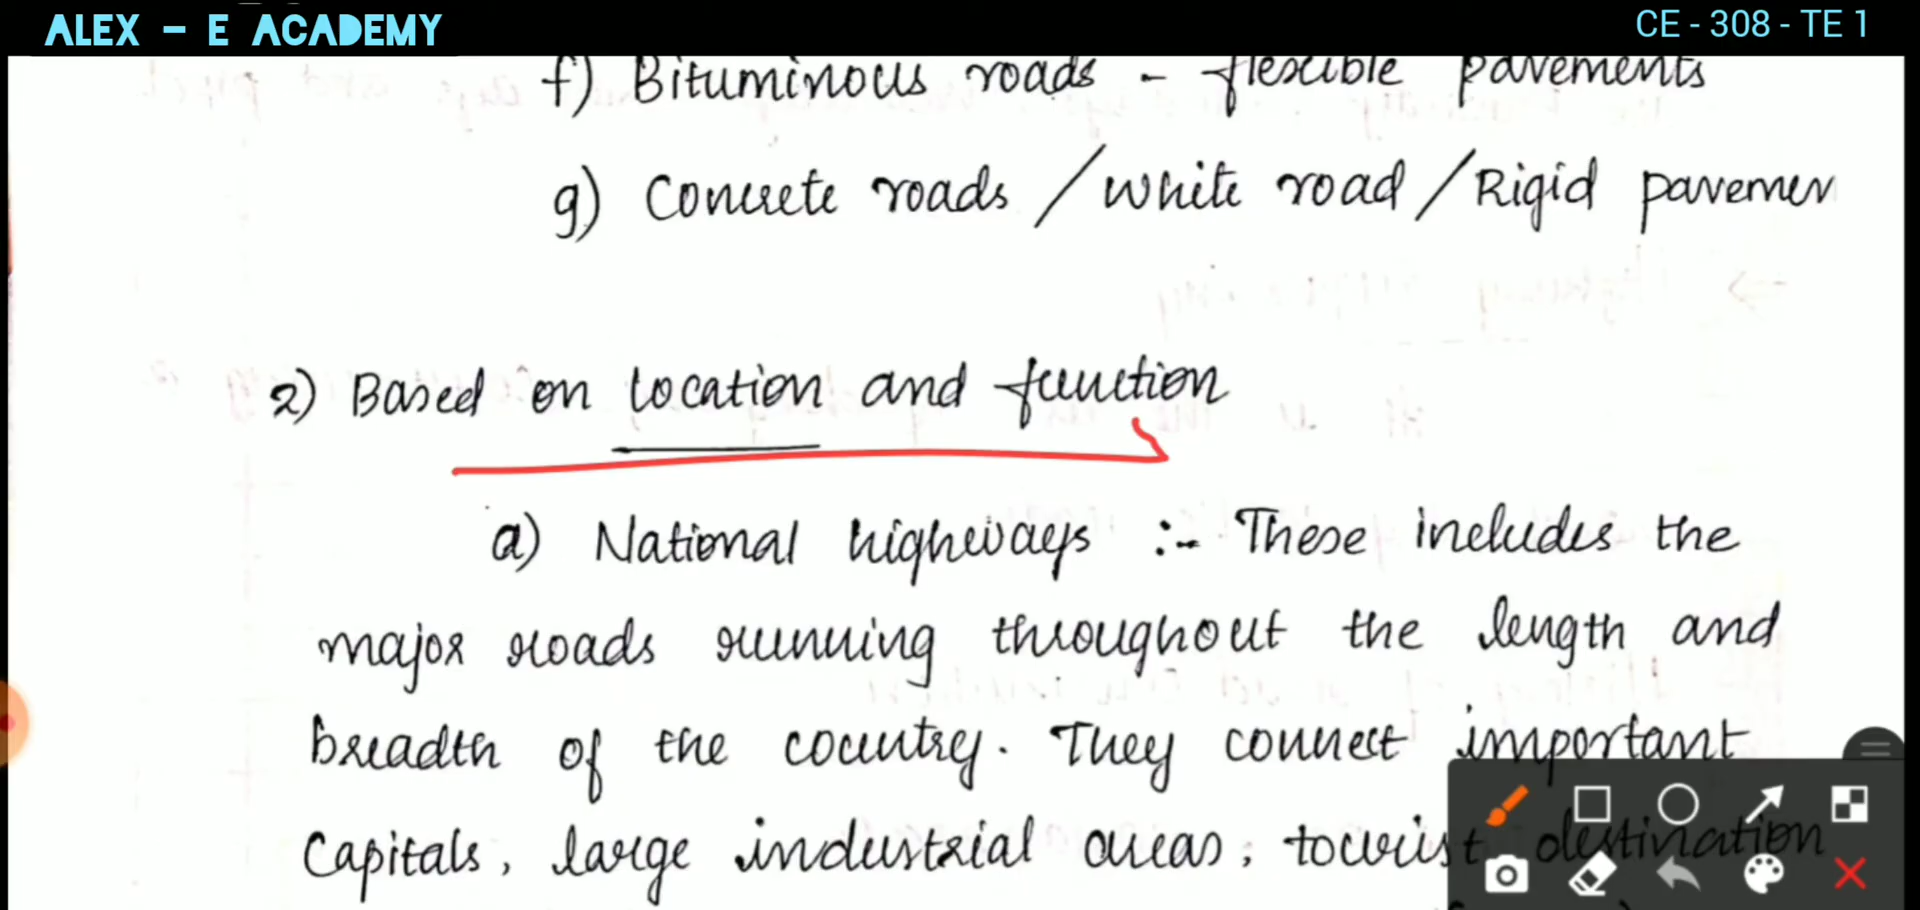 ALEX - E ACADEMY
CE - 308 - TE 1
f) Bituminous roads - flexible pavements
g) Concrete roads / White road / Rigid pavemen
2) Based on location and function
a) National highways :- These includes the
major roads running throughout the length and
breadth of the country. They connect important
Capitals, large industrial areas, tourist destination